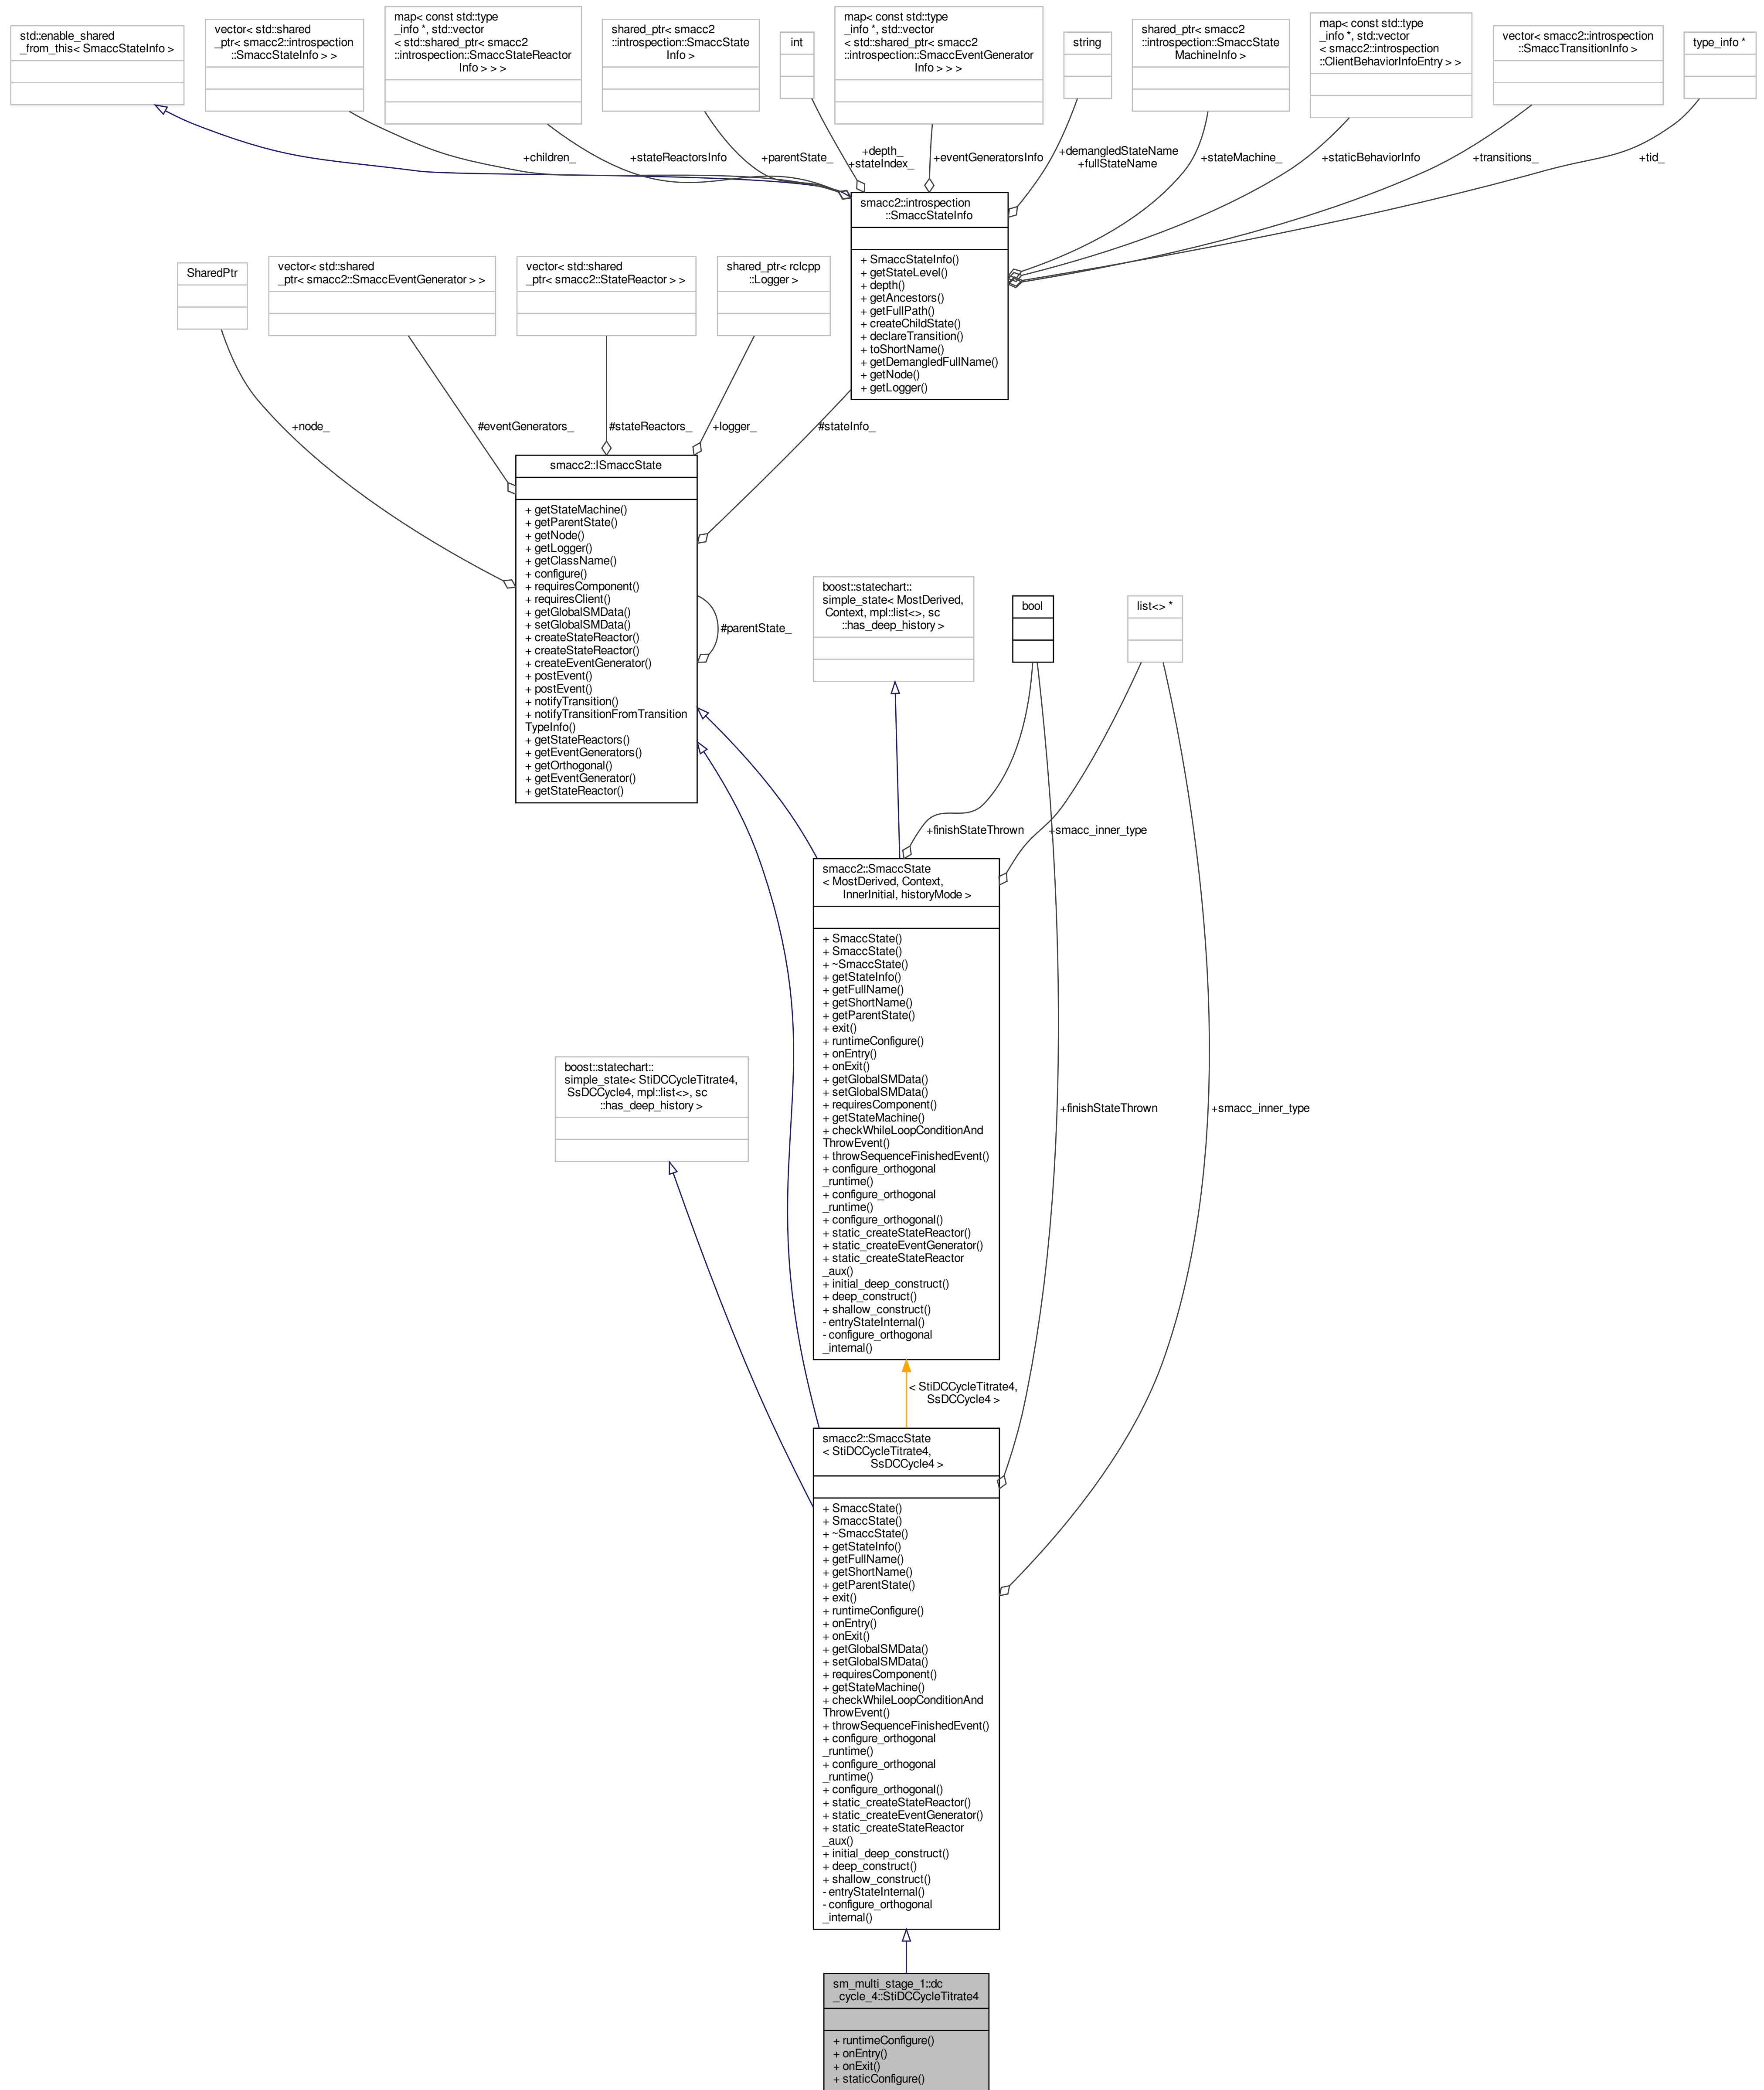 std::enable_shared
_from_this< SmaccStateInfo >
vector< std::shared
_ptr< smacc2::introspection
::SmaccStateInfo > >
map< const std::type
_info *, std::vector
< std::shared_ptr< smacc2
::introspection::SmaccStateReactor
Info > > >
shared_ptr< smacc2
::introspection::SmaccState
Info >
int
map< const std::type
_info *, std::vector
< std::shared_ptr< smacc2
::introspection::SmaccEventGenerator
Info > > >
string
shared_ptr< smacc2
::introspection::SmaccState
MachineInfo >
map< const std::type
_info *, std::vector
< smacc2::introspection
::ClientBehaviorInfoEntry > >
vector< smacc2::introspection
::SmaccTransitionInfo >
type_info *
+children_
+stateReactorsInfo
+parentState_
+depth_
+stateIndex_
+eventGeneratorsInfo
+demangledStateName
+fullStateName
+stateMachine_
+staticBehaviorInfo
+transitions_
+tid_
smacc2::introspection
::SmaccStateInfo
+ SmaccStateInfo()
+ getStateLevel()
+ depth()
+ getAncestors()
+ getFullPath()
+ createChildState()
+ declareTransition()
+ toShortName()
+ getDemangledFullName()
+ getNode()
+ getLogger()
SharedPtr
vector< std::shared
_ptr< smacc2::SmaccEventGenerator > >
vector< std::shared
_ptr< smacc2::StateReactor > >
shared_ptr< rclcpp
::Logger >
+node_
#eventGenerators_
#stateReactors_
+logger_
#stateInfo_
smacc2::ISmaccState
+ getStateMachine()
+ getParentState()
+ getNode()
+ getLogger()
+ getClassName()
+ configure()
+ requiresComponent()
+ requiresClient()
+ getGlobalSMData()
+ setGlobalSMData()
+ createStateReactor()
+ createStateReactor()
+ createEventGenerator()
+ postEvent()
+ postEvent()
+ notifyTransition()
+ notifyTransitionFromTransition
TypeInfo()
+ getStateReactors()
+ getEventGenerators()
+ getOrthogonal()
+ getEventGenerator()
+ getStateReactor()
#parentState_
boost::statechart::
simple_state< MostDerived,
Context, mpl::list<>, sc
::has_deep_history >
bool
list<> *
+finishStateThrown
+smacc_inner_type
smacc2::SmaccState
< MostDerived, Context,
InnerInitial, historyMode >
+ SmaccState()
+ SmaccState()
+ ~SmaccState()
+ getStateInfo()
+ getFullName()
+ getShortName()
+ getParentState()
+ exit()
+ runtimeConfigure()
+ onEntry()
+ onExit()
+ getGlobalSMData()
+ setGlobalSMData()
+ requiresComponent()
+ getStateMachine()
+ checkWhileLoopConditionAnd
ThrowEvent()
+ throwSequenceFinishedEvent()
+ configure_orthogonal
_runtime()
+ configure_orthogonal
_runtime()
+ configure_orthogonal()
+ static_createStateReactor()
+ static_createEventGenerator()
+ static_createStateReactor
_aux()
+ initial_deep_construct()
+ deep_construct()
+ shallow_construct()
- entryStateInternal()
- configure_orthogonal
_internal()
boost::statechart::
simple_state< StiDCCycleTitrate4,
SsDCCycle4, mpl::list<>, sc
::has_deep_history >
+finishStateThrown
+smacc_inner_type
< StiDCCycleTitrate4,
SsDCCycle4 >
smacc2::SmaccState
< StiDCCycleTitrate4,
SsDCCycle4 >
+ SmaccState()
+ SmaccState()
+ ~SmaccState()
+ getStateInfo()
+ getFullName()
+ getShortName()
+ getParentState()
+ exit()
+ runtimeConfigure()
+ onEntry()
+ onExit()
+ getGlobalSMData()
+ setGlobalSMData()
+ requiresComponent()
+ getStateMachine()
+ checkWhileLoopConditionAnd
ThrowEvent()
+ throwSequenceFinishedEvent()
+ configure_orthogonal
_runtime()
+ configure_orthogonal
_runtime()
+ configure_orthogonal()
+ static_createStateReactor()
+ static_createEventGenerator()
+ static_createStateReactor
_aux()
+ initial_deep_construct()
+ deep_construct()
+ shallow_construct()
- entryStateInternal()
- configure_orthogonal
_internal()
sm_multi_stage_1::dc
_cycle_4::StiDCCycleTitrate4
+ runtimeConfigure()
+ onEntry()
+ onExit()
+ staticConfigure()